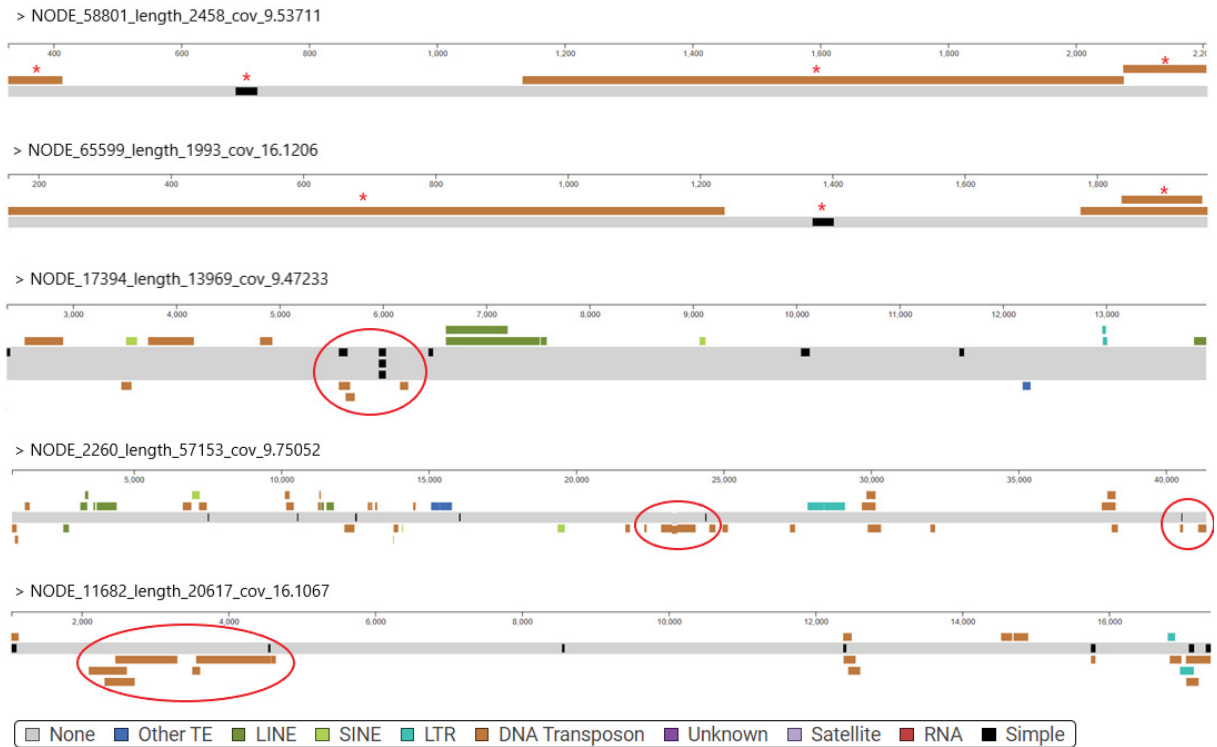 > NODE_58801_length_2458_cov_9.53711
400 600 800 1,000 1,200 1,400 1,600 1,800 2,000 2,20
* * * *
> NODE_65599_length_1993_cov_16.1206
200 400 600 800 1,000 1,200 1,400 1,600 1,800
* * *
> NODE_17394_length_13969_cov_9.47233
3,000 4,000 5,000 6,000 7,000 8,000 9,000 10,000 11,000 12,000 13,000
> NODE_2260_length_57153_cov_9.75052
5,000 10,000 15,000 20,000 25,000 30,000 35,000 40,000
> NODE_11682_length_20617_cov_16.1067
2,000 4,000 6,000 8,000 10,000 12,000 14,000 16,000
None Other TE LINE SINE LTR DNA Transposon Unknown Satellite RNA Simple